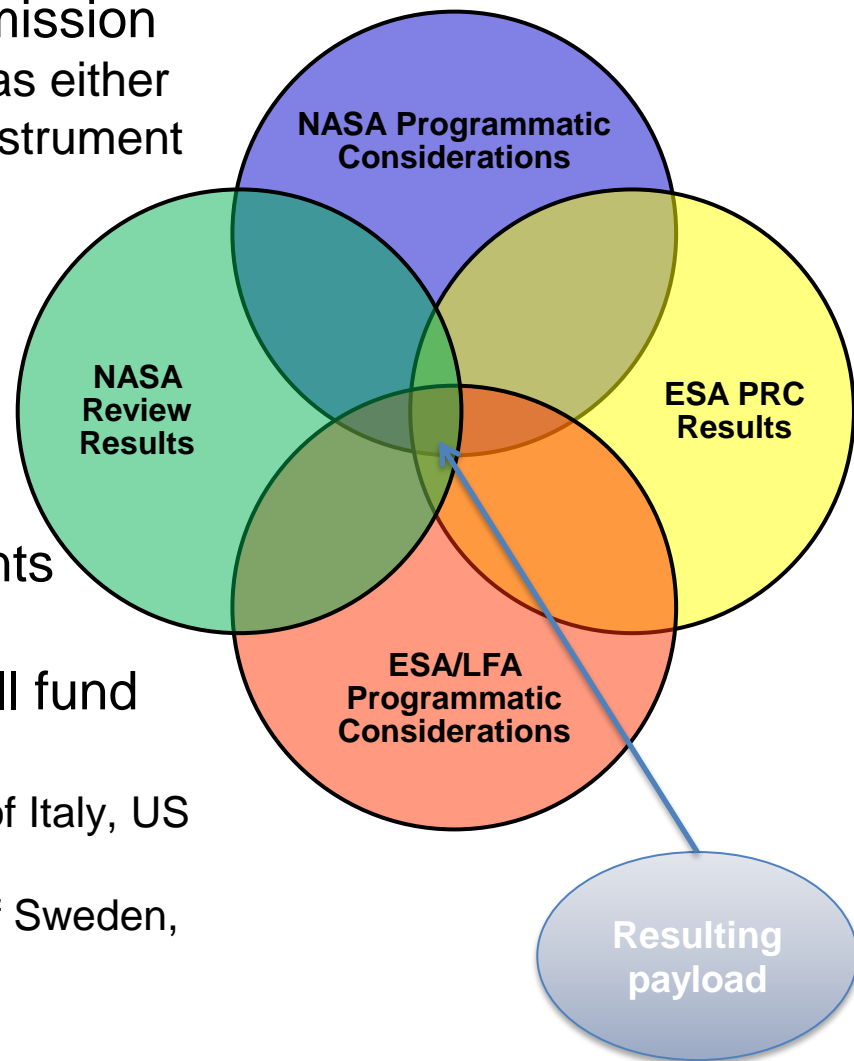 mission
as either
nstrument
nts
ll fund
of Italy, US
f Sweden,
NASA Programmatic
Considerations
NASA
Review
Results
ESA PRC
Results
ESA/LFA
Programmatic
Considerations
Resulting
payload